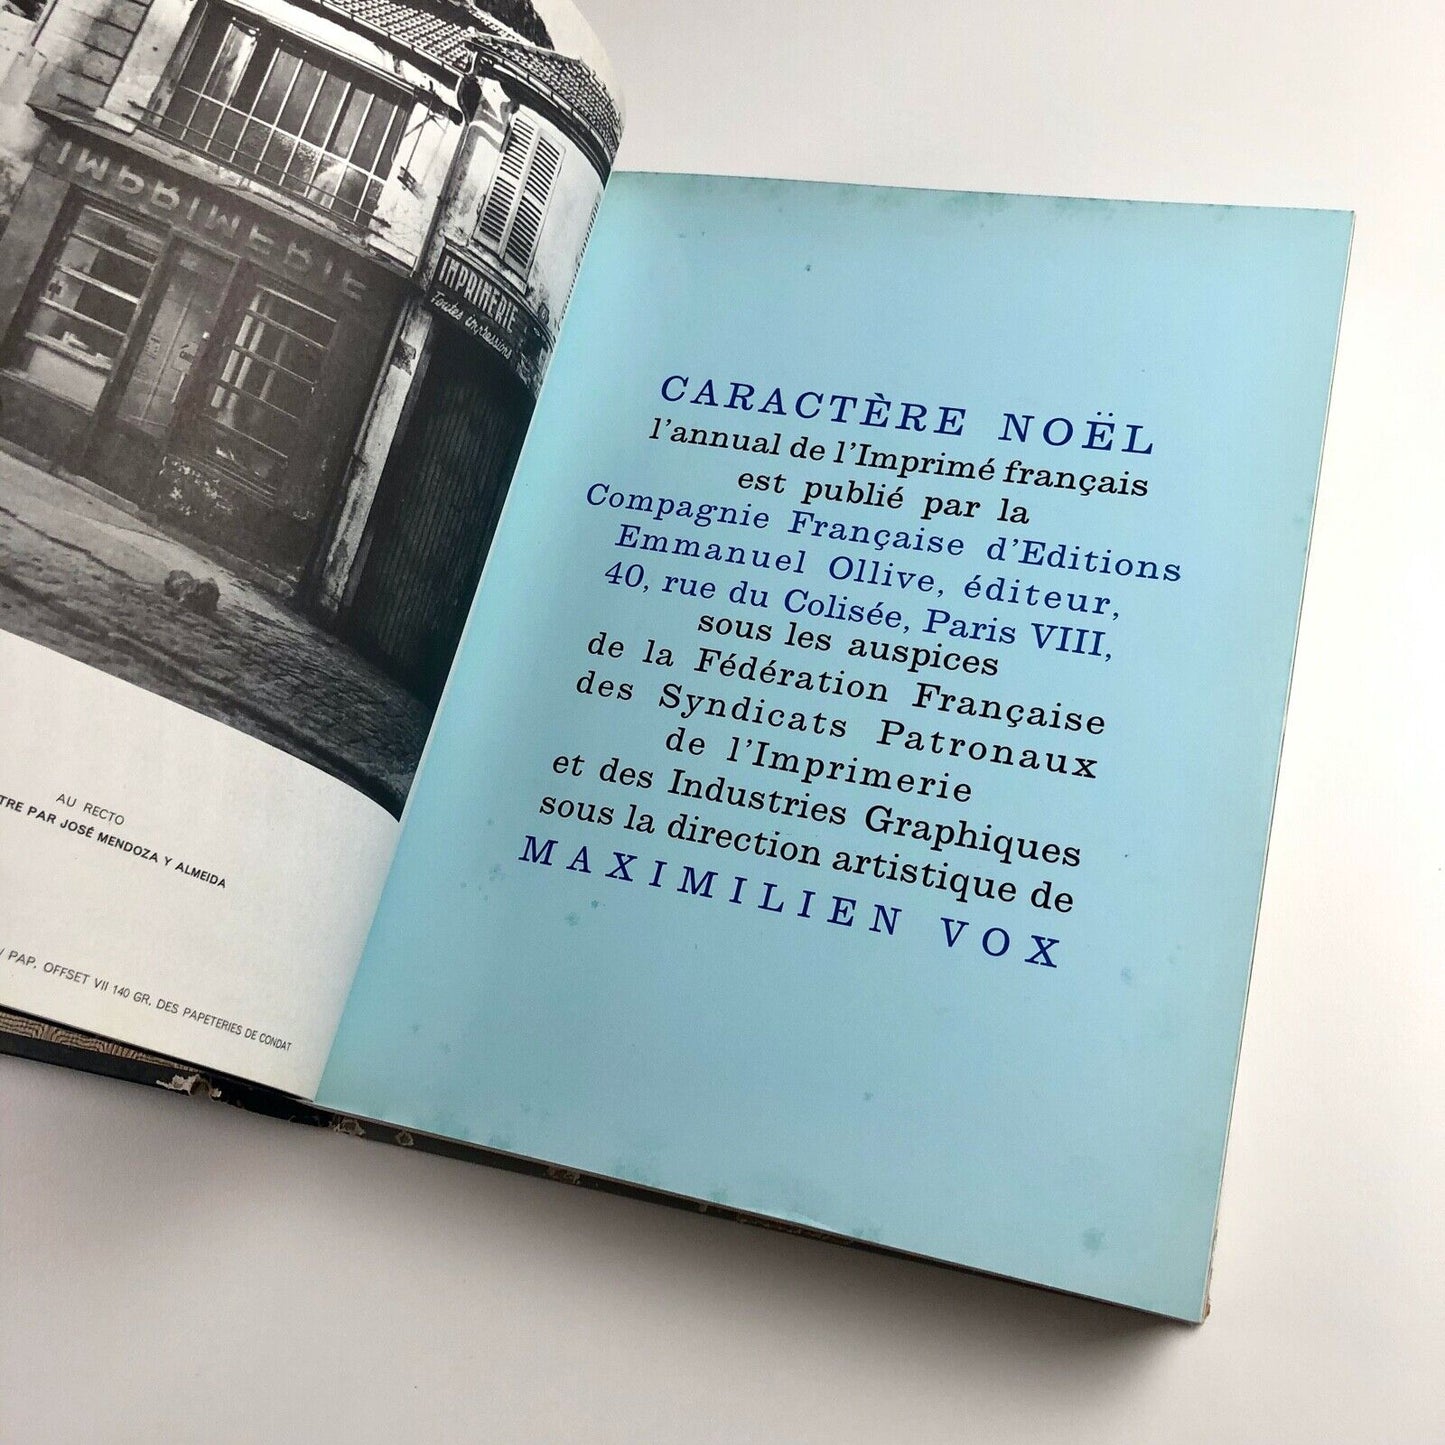 IMPRIMERIE
IMPRIMERIE
Toutes impressions
AU RECTO
PAR JOSÉ MENDOZA Y ALMEIDA
PAP. OFFSET VII 140 GR. DES PAPETERIES DE CONDAT
CARACTÈRE NOËL
l'annual de l'Imprimé français
est publié par la
Compagnie Française d'Editions
Emmanuel Ollive, éditeur,
40, rue du Colisée, Paris VIII,
sous les auspices
de la Fédération Française
des Syndicats Patronaux
de l'Imprimerie
et des Industries Graphiques
sous la direction artistique de
MAXIMILIEN VOX